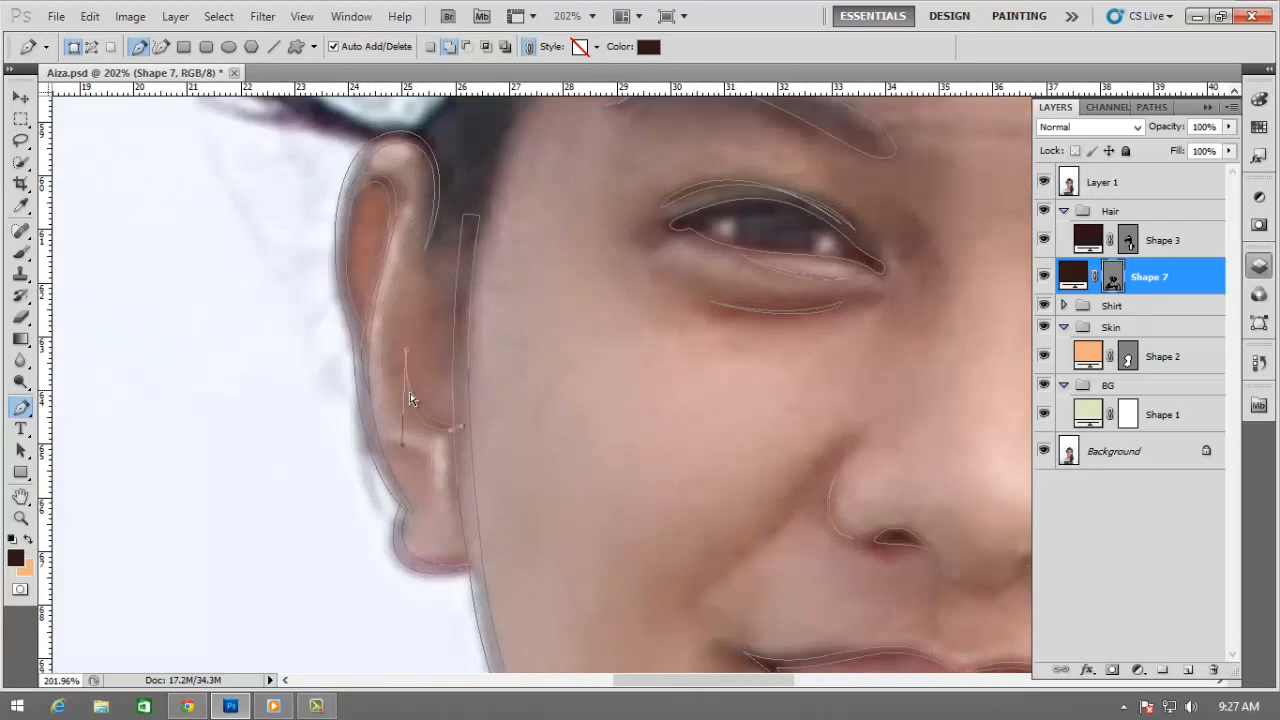 Ps
File Edit Image Layer Select Filter View Window Help
Br Mb 202%
ESSENTIALS DESIGN PAINTING CS Live
Auto Add/Delete Style: Color:
Aiza.psd @ 202% (Shape 7, RGB/8) *
19 21 22 23 24 25 26 27 28 29 30 31 32 33 34 35 36 37 38 39 40
LAYERS CHANNEL PATHS
Normal Opacity: 100%
Lock: Fill: 100%
Layer 1
Hair
Shape 3
Shape 7
Shirt
Skin
Shape 2
BG
Shape 1
Background
201.96% Doc: 17.2M/34.3M
9:27 AM